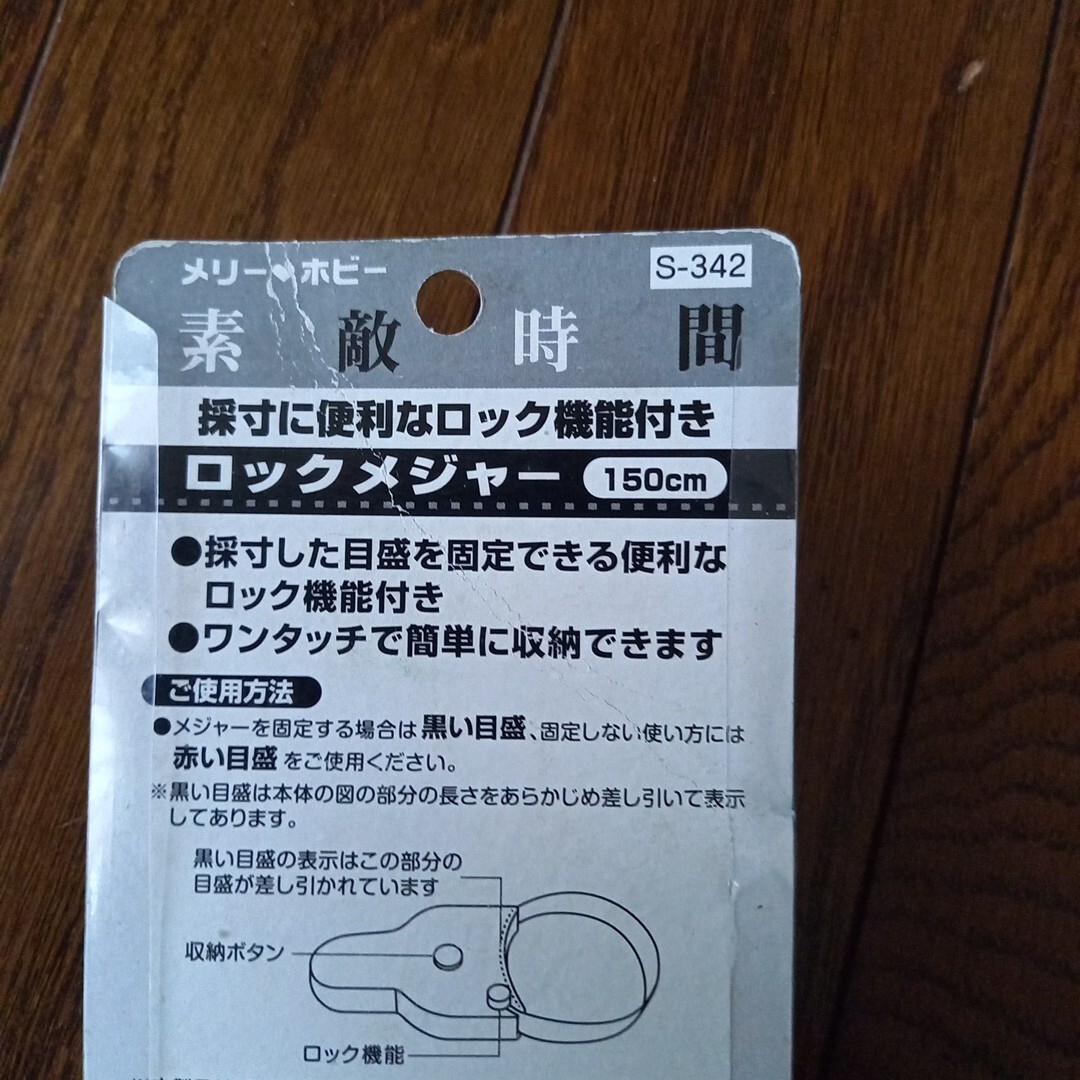 メリー♥ホビー
S-342
素敵時間
採寸に便利なロック機能付き
ロックメジャー 150cm
●採寸した目盛を固定できる便利な
ロック機能付き
●ワンタッチで簡単に収納できます
ご使用方法
●メジャーを固定する場合は黒い目盛、固定しない使い方には
赤い目盛をご使用ください。
※黒い目盛は本体の図の部分の長さをあらかじめ差し引いて表示
してあります。
黒い目盛の表示はこの部分の
目盛が差し引かれています
収納ボタン
ロック機能